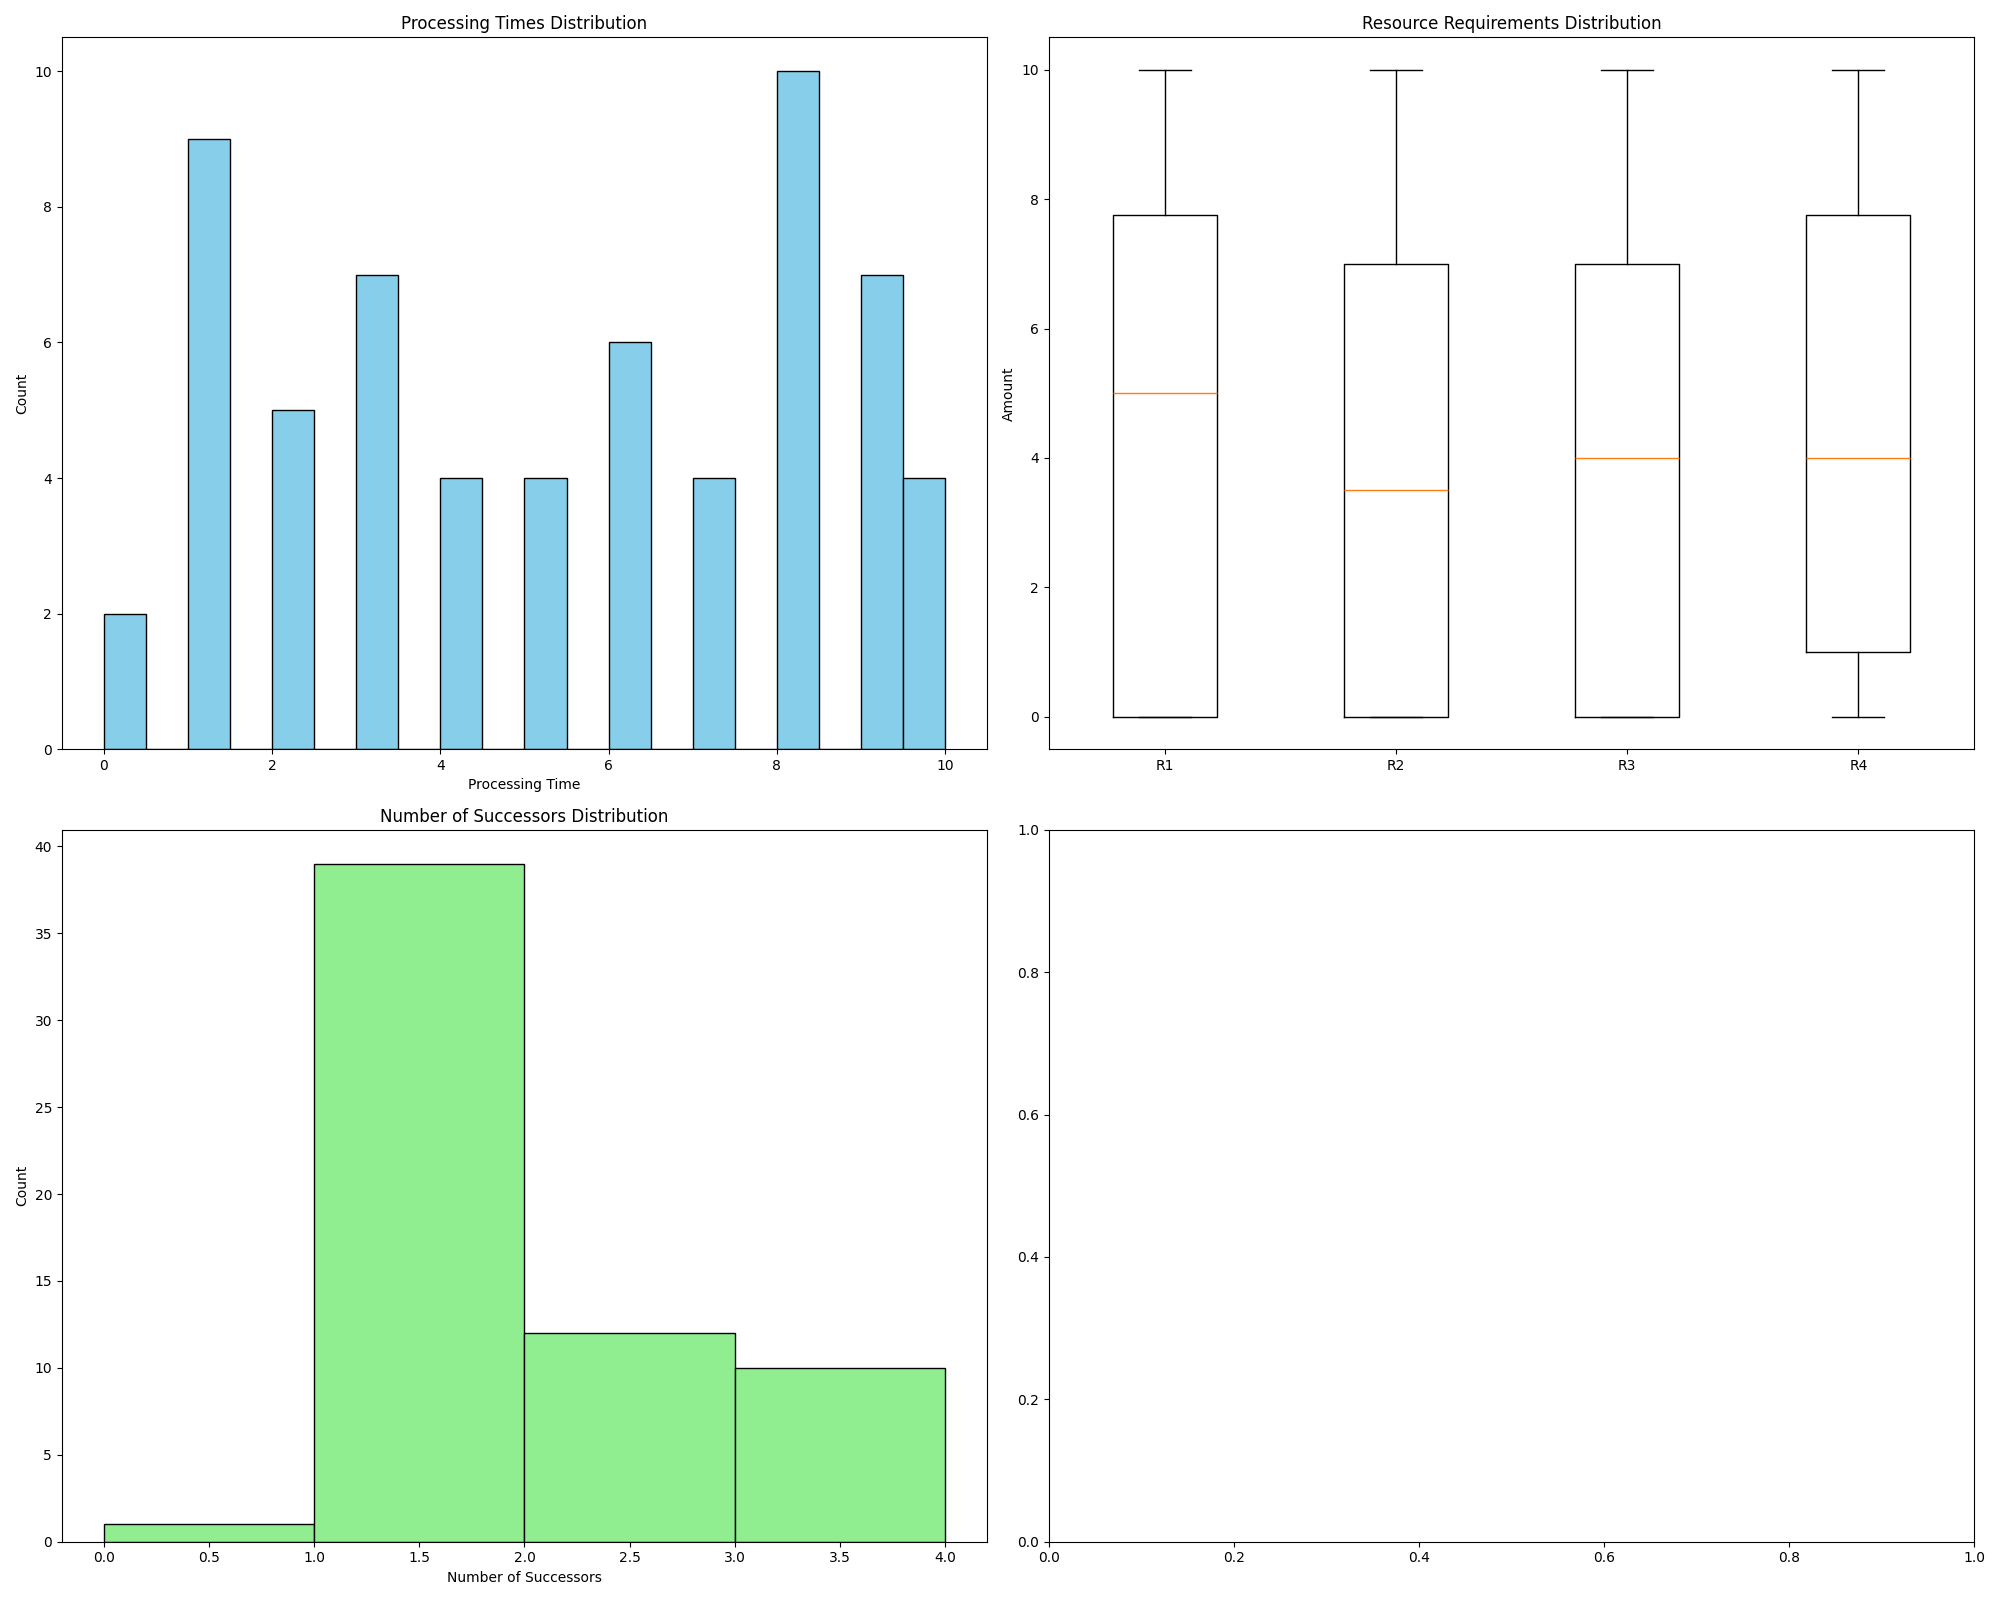 Processing Times Distribution
10
8
6
4
2
0
Count
0 2 4 6 8 10
Processing Time
Resource Requirements Distribution
10
8
6
4
2
0
Amount
R1 R2 R3 R4
Number of Successors Distribution
40
35
30
25
20
15
10
5
0
Count
0.0 0.5 1.0 1.5 2.0 2.5 3.0 3.5 4.0
Number of Successors
1.0
0.8
0.6
0.4
0.2
0.0
0.0 0.2 0.4 0.6 0.8 1.0